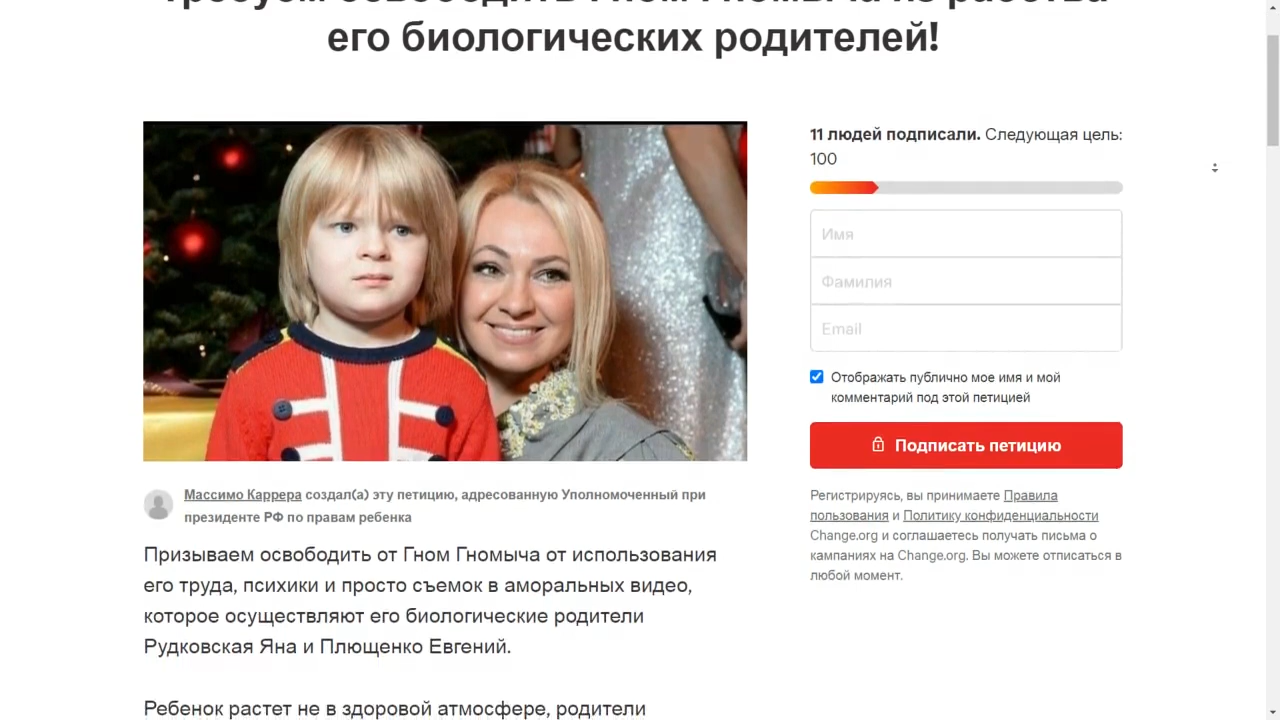 его биологических родителей!
11 людей подписали. Следующая цель:
100
Имя
Фамилия
Email
Отображать публично мое имя и мой
комментарий под этой петицией
Подписать петицию
Регистрируясь, вы принимаете Правила
пользования и Политику конфиденциальности
Change.org и соглашаетесь получать письма о
кампаниях на Change.org. Вы можете отписаться в
любой момент.
Массимо Каррера создал(а) эту петицию, адресованную Уполномоченный при
президенте РФ по правам ребенка
Призываем освободить от Гном Гномыча от использования
его труда, психики и просто съемок в аморальных видео,
которое осуществляют его биологические родители
Рудковская Яна и Плющенко Евгений.
Ребенок растет не в здоровой атмосфере, родители